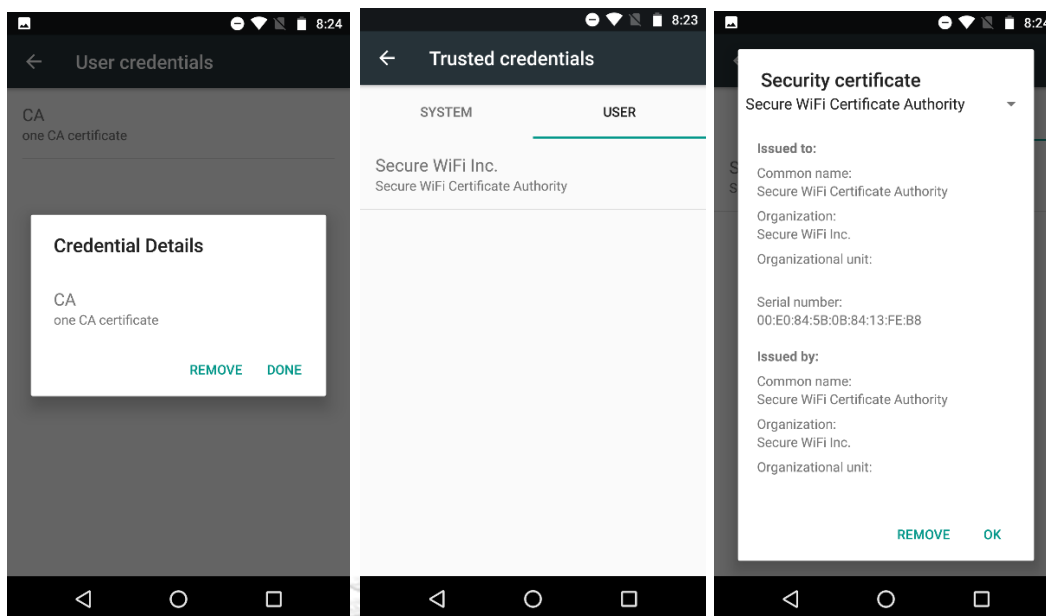 8:24
User credentials
CA
one CA certificate
Credential Details
CA
one CA certificate
REMOVE DONE
8:23
Trusted credentials
SYSTEM USER
Secure WiFi Inc.
Secure WiFi Certificate Authority
8:24
Security certificate
Secure WiFi Certificate Authority
Issued to:
Common name:
Secure WiFi Certificate Authority
Organization:
Secure WiFi Inc.
Organizational unit:
Serial number:
00:E0:84:5B:0B:84:13:FE:B8
Issued by:
Common name:
Secure WiFi Certificate Authority
Organization:
Secure WiFi Inc.
Organizational unit:
REMOVE OK